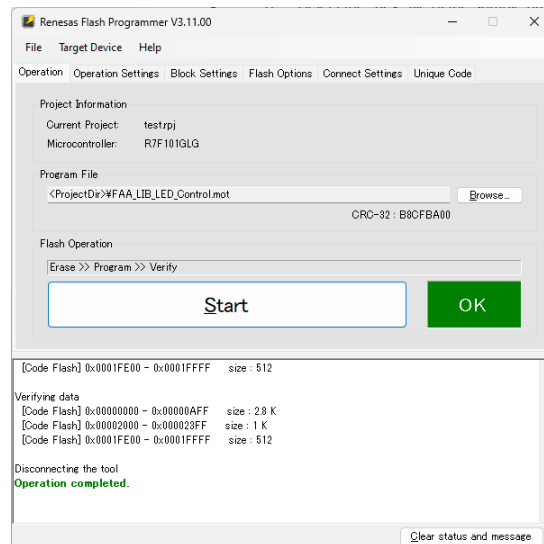 Renesas Flash Programmer V3.11.00
File Target Device Help
Operation Operation Settings Block Settings Flash Options Connect Settings Unique Code
Project Information
Current Project: test.rpj
Microcontroller: R7F101GLG
Program File
<ProjectDir>¥FAA_LIB_LED_Control.mot Browse...
CRC-32 : B8CFBA00
Flash Operation
Erase >> Program >> Verify
Start OK
[Code Flash] 0x0001FE00 - 0x0001FFFF size : 512
Verifying data
[Code Flash] 0x00000000 - 0x00000AFF size : 2.8 K
[Code Flash] 0x00002000 - 0x000023FF size : 1 K
[Code Flash] 0x0001FE00 - 0x0001FFFF size : 512
Disconnecting the tool
Operation completed.
Clear status and message